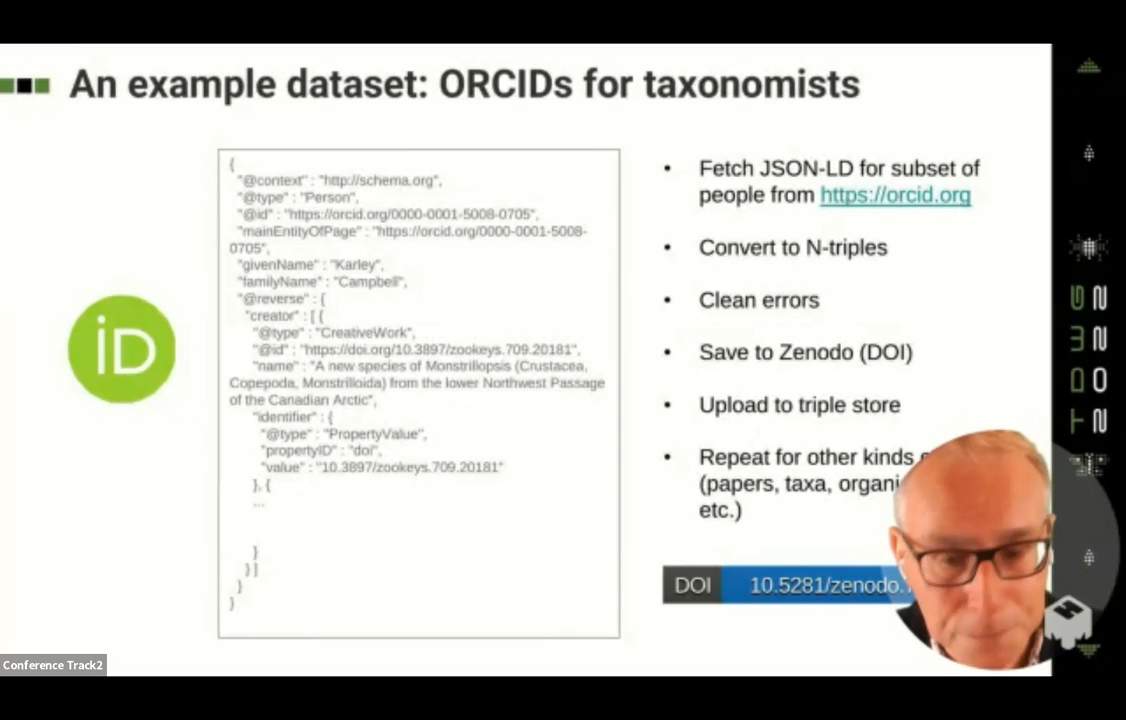 An example dataset: ORCIDs for taxonomists
{
"@context" : "http://schema.org",
"@type" : "Person",
"@id" : "https://orcid.org/0000-0001-5008-0705",
"mainEntityOfPage" : "https://orcid.org/0000-0001-5008-
0705",
"givenName" : "Karley",
"familyName" : "Campbell",
"@reverse" : {
"creator" : [ {
"@type" : "CreativeWork",
"@id" : "https://doi.org/10.3897/zookeys.709.20181",
"name" : "A new species of Monstrillopsis (Crustacea,
Copepoda, Monstrilloida) from the lower Northwest Passage
of the Canadian Arctic",
"identifier" : {
"@type" : "PropertyValue",
"propertyID" : "doi",
"value" : "10.3897/zookeys.709.20181"
}, {
...
}
} ]
}
}
iD
• Fetch JSON-LD for subset of
people from https://orcid.org
• Convert to N-triples
• Clean errors
• Save to Zenodo (DOI)
• Upload to triple store
• Repeat for other kinds
(papers, taxa,
etc.)
DOI 10.5281/zenodo.
Conference Track2